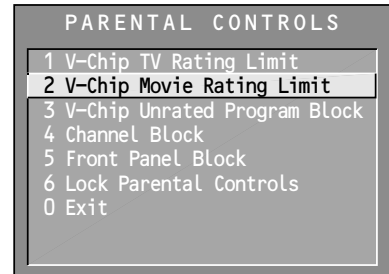 PARENTAL CONTROLS
1 V-Chip TV Rating Limit
2 V-Chip Movie Rating Limit
3 V-Chip Unrated Program Block
4 Channel Block
5 Front Panel Block
6 Lock Parental Controls
0 Exit